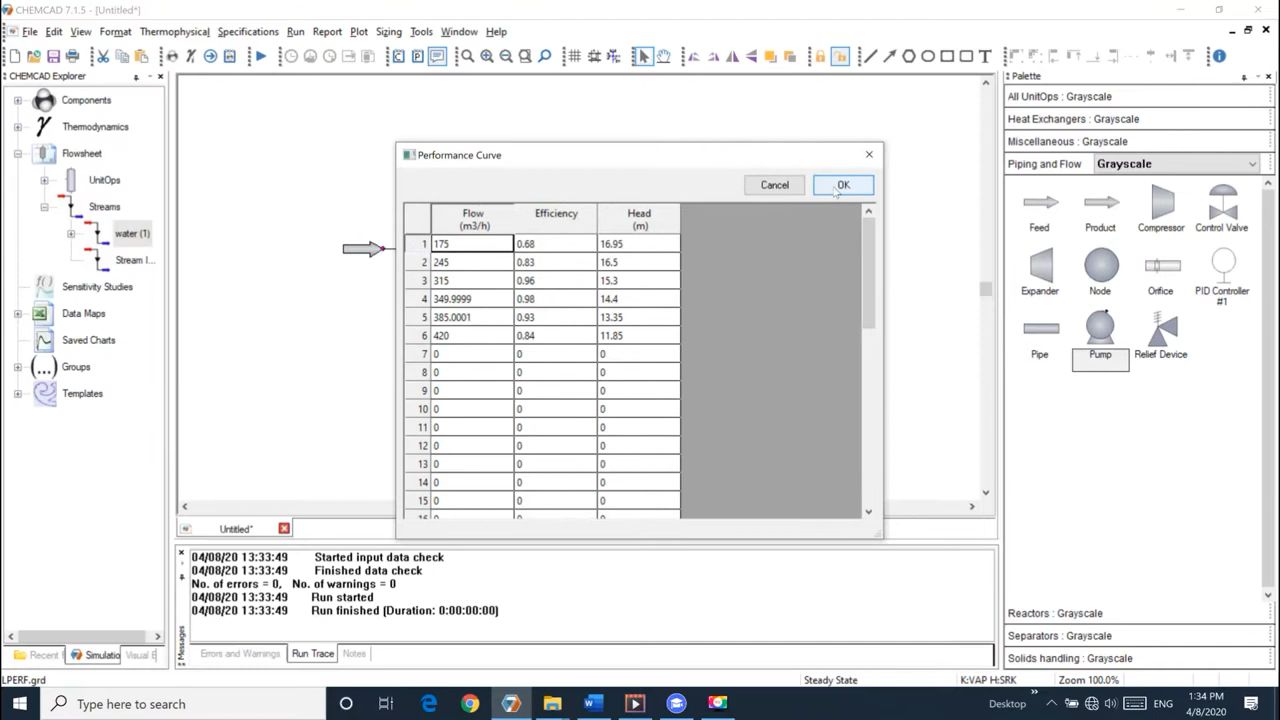 CHEMCAD 7.1.5 - [Untitled*]
File Edit View Format Thermophysical Specifications Run Report Plot Sizing Tools Window Help
CHEMCAD Explorer
Components
Thermodynamics
Flowsheet
UnitOps
Streams
water (1)
Stream I...
Sensitivity Studies
Data Maps
Saved Charts
Groups
Templates
Recent
Simulatio
Visual E
Performance Curve
Cancel OK
Flow (m3/h) Efficiency Head (m)
1 175 0.68 16.95
2 245 0.83 16.5
3 315 0.96 15.3
4 349.9999 0.98 14.4
5 385.0001 0.93 13.35
6 420 0.84 11.85
7 0 0 0
8 0 0 0
9 0 0 0
10 0 0 0
11 0 0 0
12 0 0 0
13 0 0 0
14 0 0 0
15 0 0 0
Untitled*
04/08/20 13:33:49 Started input data check
04/08/20 13:33:49 Finished data check
No. of errors = 0, No. of warnings = 0
04/08/20 13:33:49 Run started
04/08/20 13:33:49 Run finished (Duration: 0:00:00:00)
Messages
Errors and Warnings Run Trace Notes
Palette
All UnitOps : Grayscale
Heat Exchangers : Grayscale
Miscellaneous : Grayscale
Piping and Flow Grayscale
Feed Product Compressor Control Valve
Expander Node Orifice PID Controller #1
Pipe Pump Relief Device
Reactors : Grayscale
Separators : Grayscale
Solids handling : Grayscale
LPERF.grd Steady State K:VAP H:SRK Zoom 100.0%
Type here to search
Desktop
ENG
1:34 PM
4/8/2020